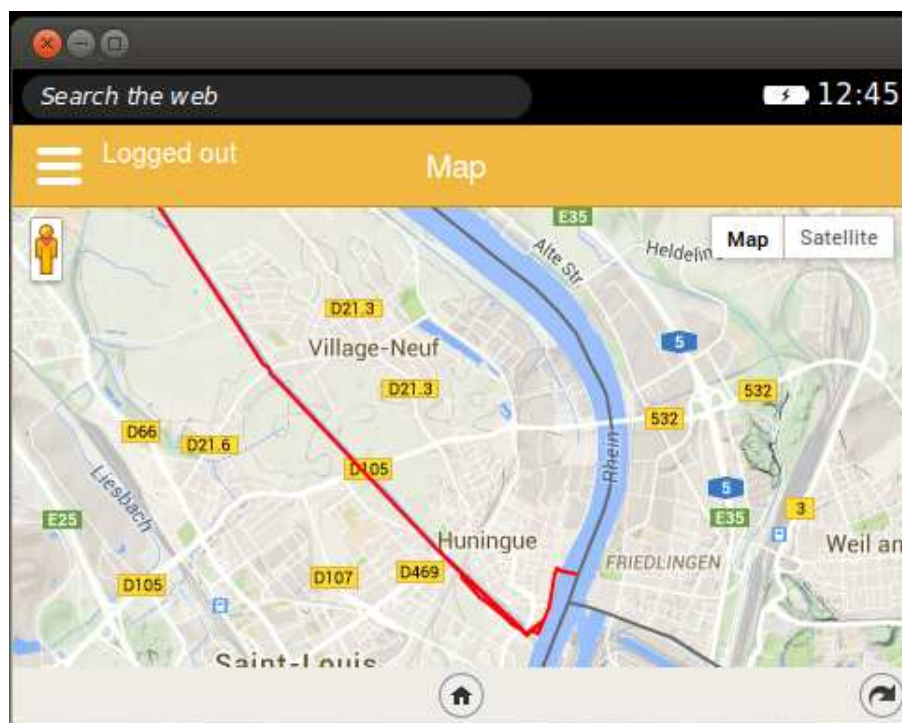 Search the web
12:45
Logged out
Map
E35
Alte Str
Map
Satellite
D21.3
Village-Neuf
5
D21.3
532
532
D66
D21.6
Rhein
D105
Liesbach
5
3
E25
E35
Huningue
Weil an
FRIEDLINGEN
D105
D107
D469
Saint-Louis